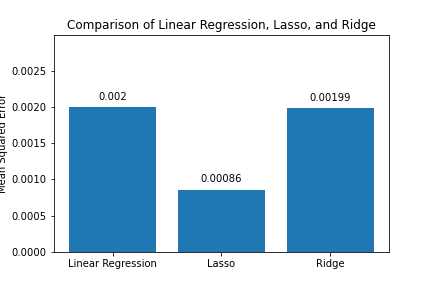 Comparison of Linear Regression, Lasso, and Ridge
Mean Squared Error
0.0025
0.0020
0.0015
0.0010
0.0005
0.0000
0.002
0.00086
0.00199
Linear Regression
Lasso
Ridge